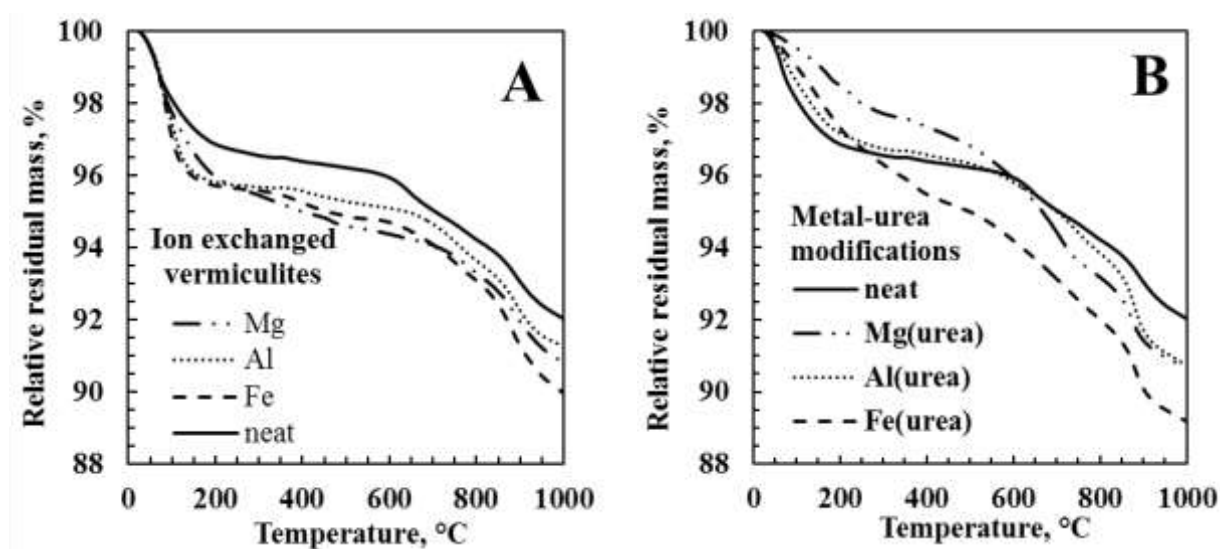 A
Relative residual mass, %
100
98
96
94
92
90
88
Ion exchanged
vermiculites
Mg
Al
Fe
neat
0 200 400 600 800 1000
Temperature, °C
B
Relative residual mass, %
100
98
96
94
92
90
88
Metal-urea
modifications
neat
Mg(urea)
Al(urea)
Fe(urea)
0 200 400 600 800 1000
Temperature, °C